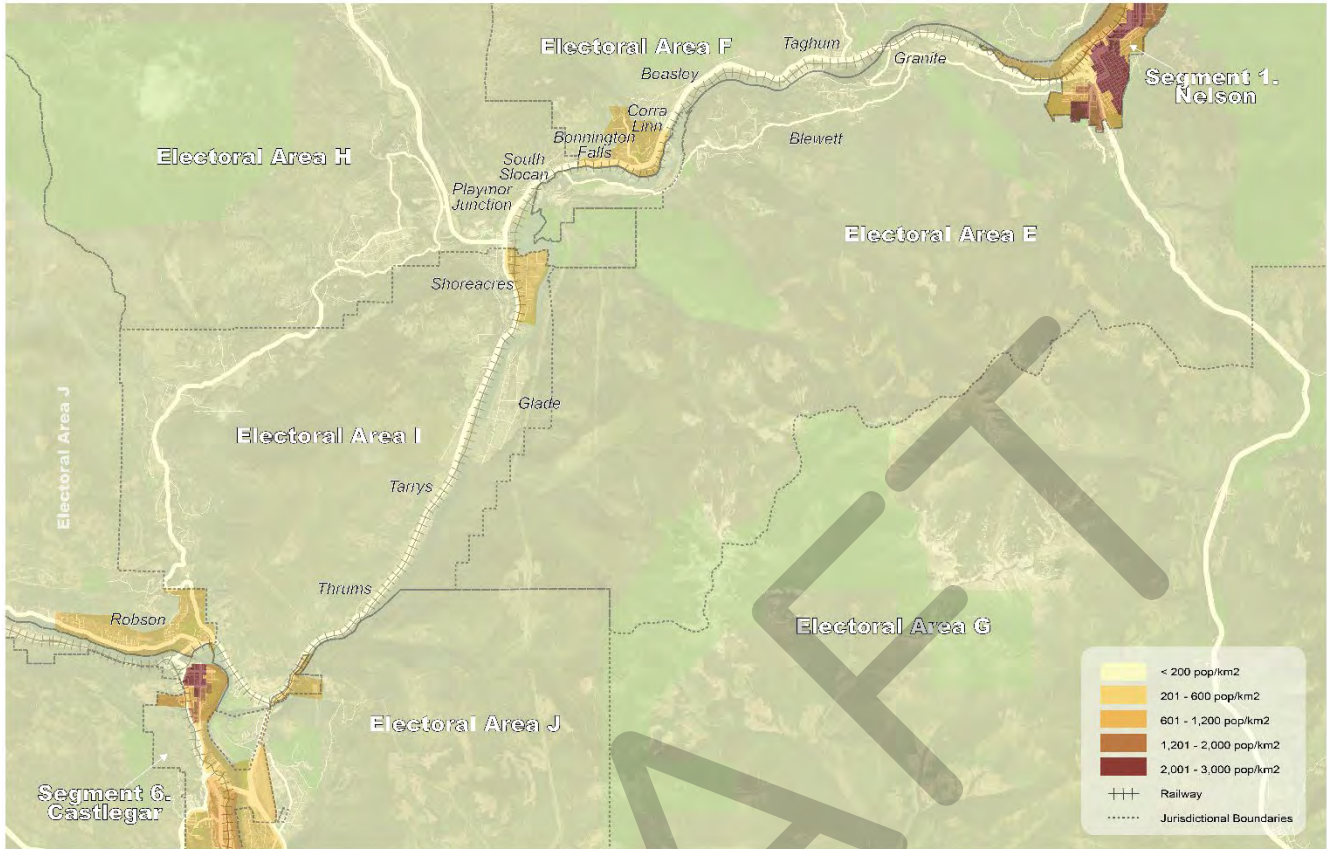 Electoral Area F
Taghum
Beasley
Granite
Segment 1.
Nelson
Corra
Linn
Bonnington
Falls
Blewett
Electoral Area H
South
Slocan
Playmor
Junction
Electoral Area E
Shoreacres
Electoral Area J
Glade
Electoral Area I
Tarrys
Thrums
Robson
Electoral Area G
Electoral Area J
Segment 6.
Castlegar
< 200 pop/km2
201 - 600 pop/km2
601 - 1,200 pop/km2
1,201 - 2,000 pop/km2
2,001 - 3,000 pop/km2
Railway
Jurisdictional Boundaries
AFT